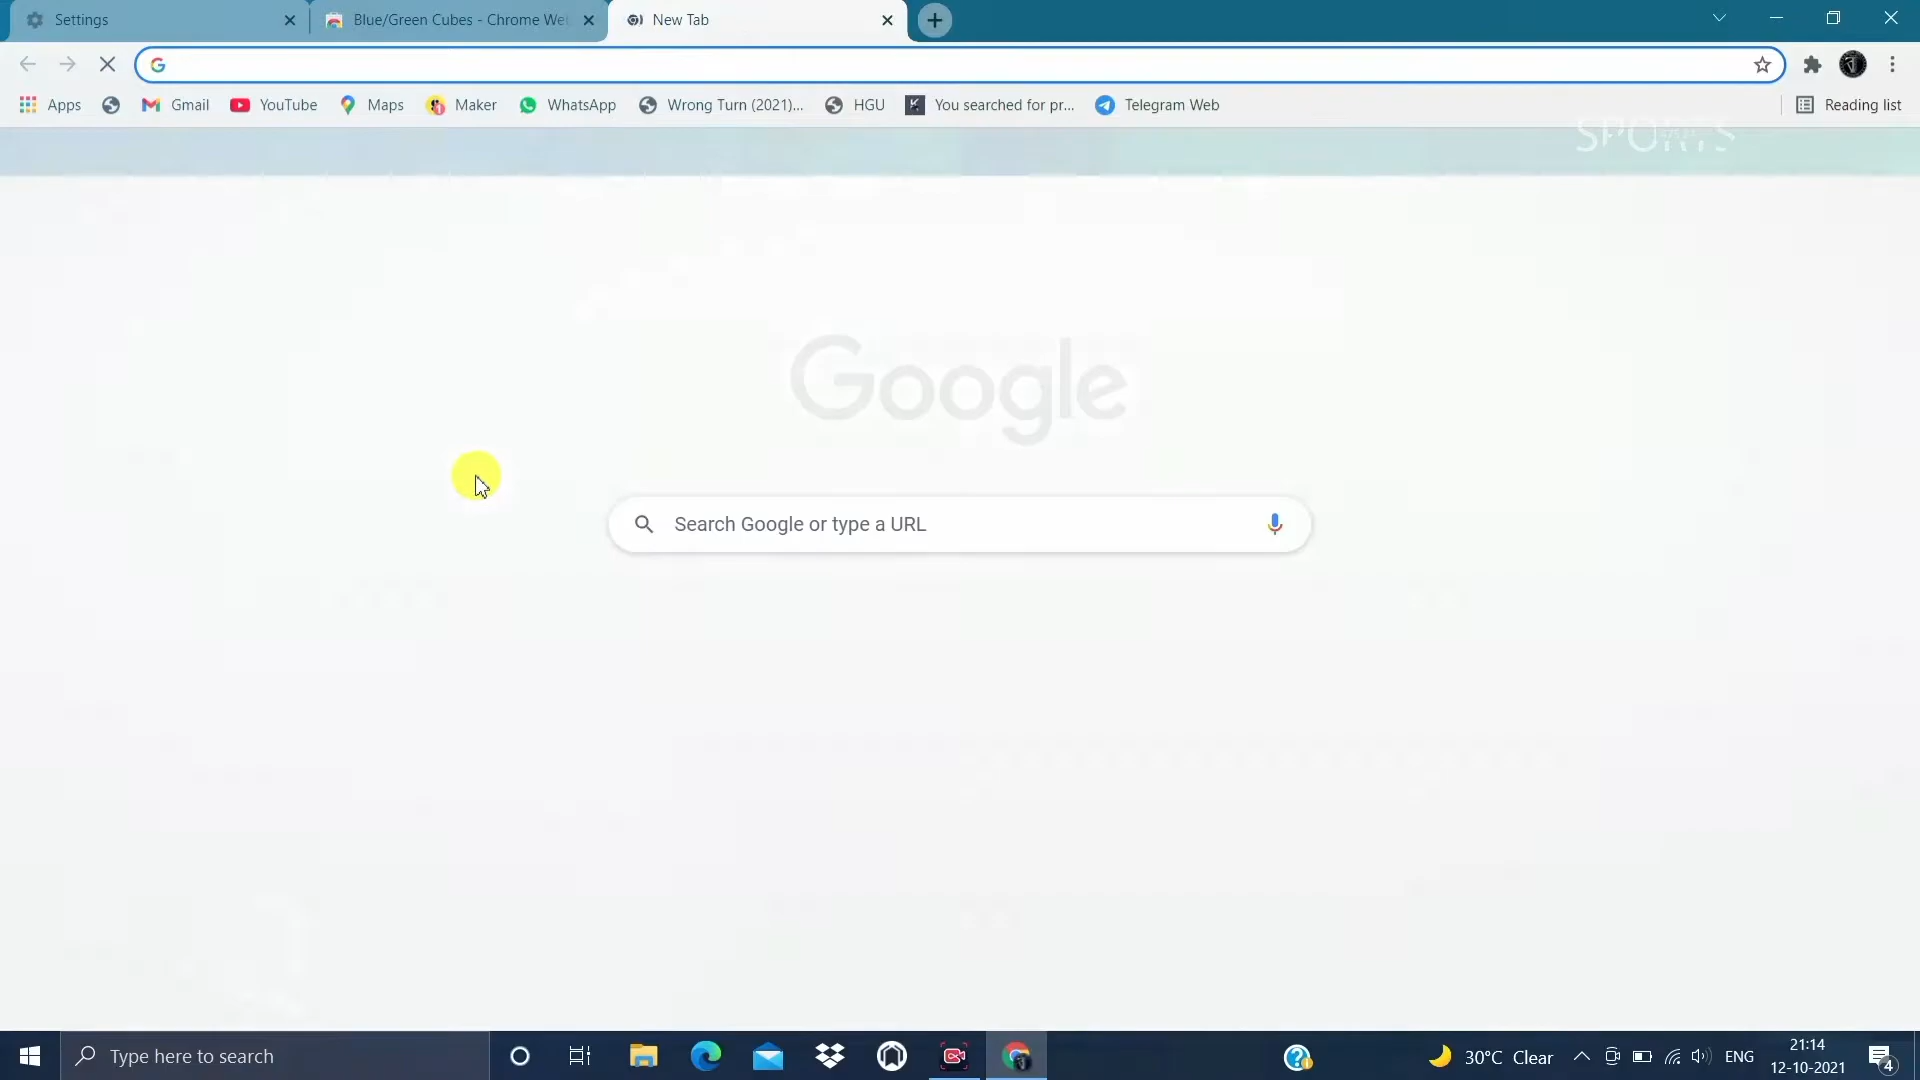 Settings
Blue/Green Cubes - Chrome We
New Tab
Apps
Gmail
YouTube
Maps
Maker
WhatsApp
Wrong Turn (2021)...
HGU
You searched for pr...
Telegram Web
Reading list
SPORTS
Google
Search Google or type a URL
Type here to search
30°C Clear
ENG
21:14
12-10-2021
4